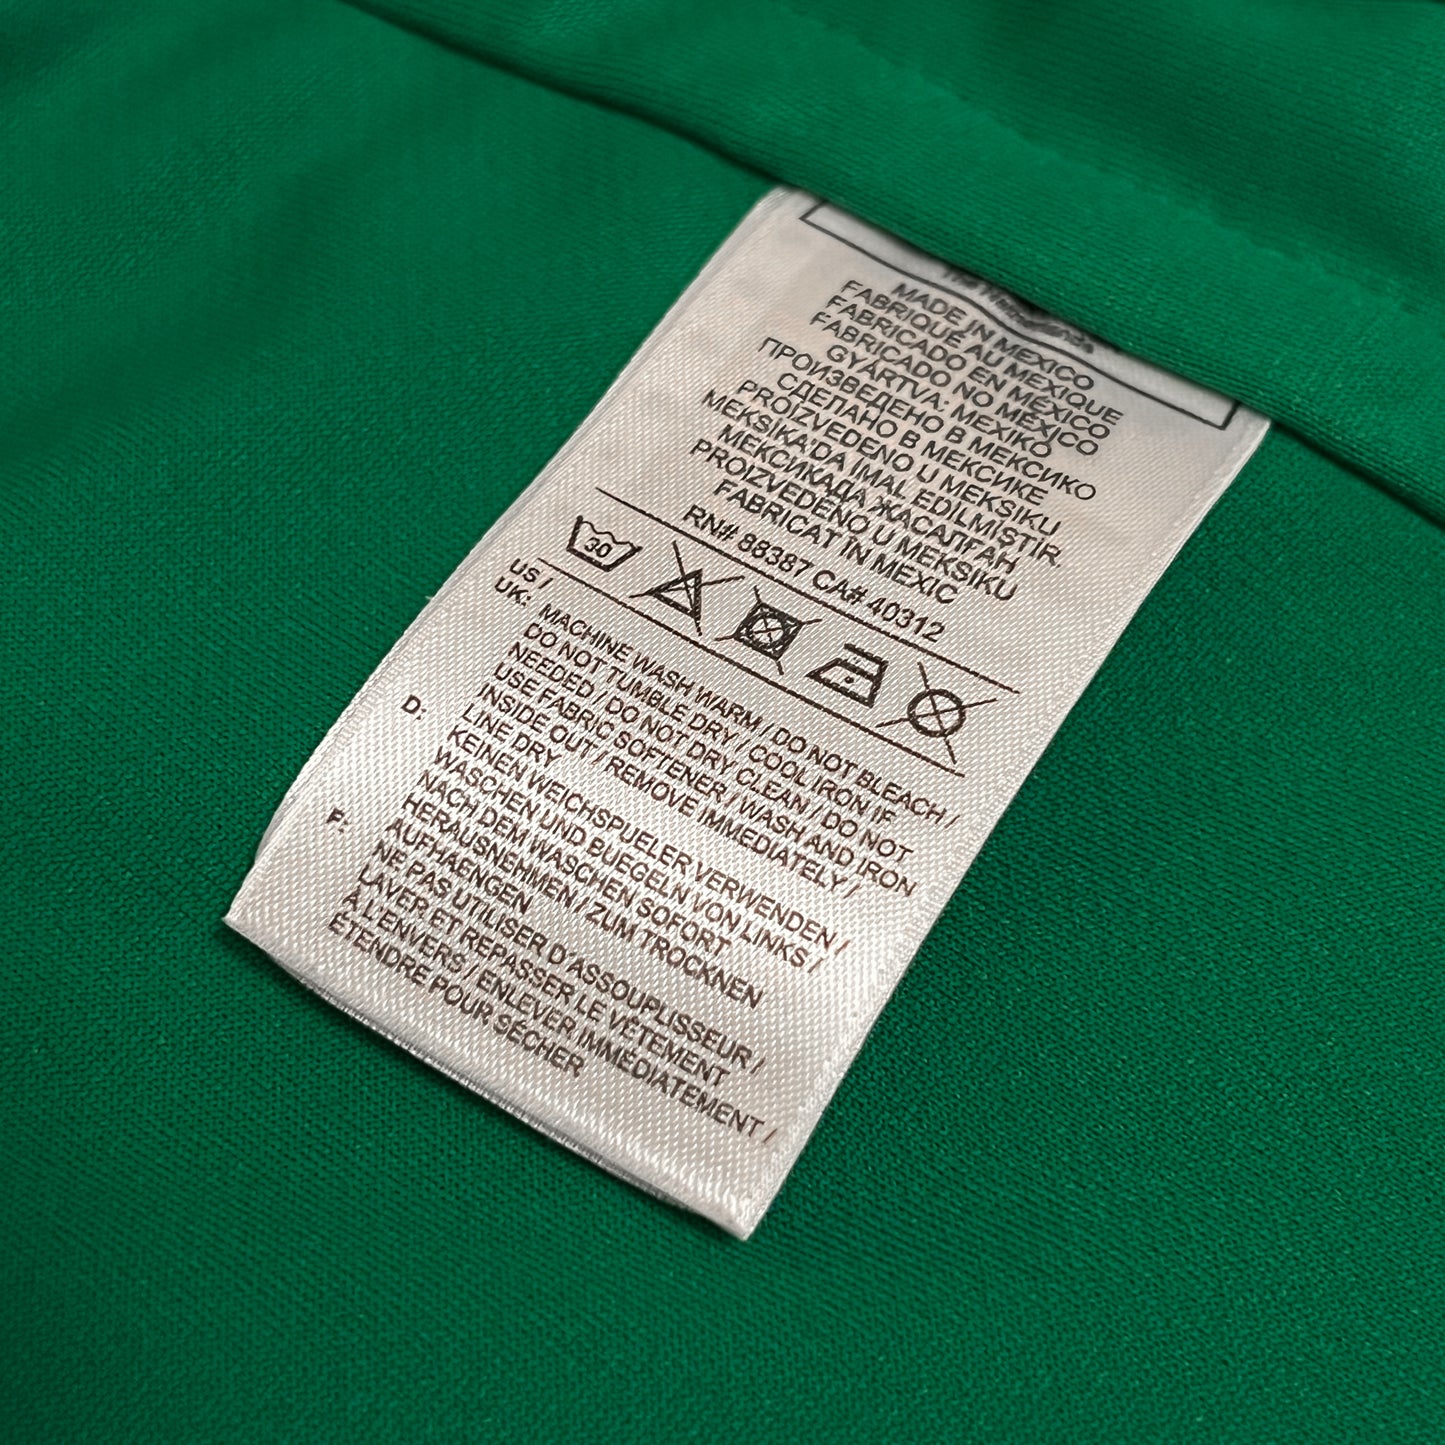 MADE IN MEXICO
FABRIQUÉ AU MEXIQUE
FABRICADO EN MÉXICO
FABRICADO NO MÉXICO
GYÁRTVA: MEXIKÓ
ПРОИЗВЕДЕНО В МЕКСИКО
СДЕЛАНО В МЕКСИКЕ
PROIZVEDENO U MEKSIKU
MEKSIKA'DA İMAL EDİLMİŞTİR.
МЕКСИКАДА ЖАСАЛҒАН
PROIZVEDENO U MEKSIKU
FABRICAT ÎN MEXIC
RN# 88387 CA# 40312
30
US /
UK: MACHINE WASH WARM / DO NOT BLEACH /
DO NOT TUMBLE DRY / COOL IRON IF
NEEDED / DO NOT DRY CLEAN / DO NOT
USE FABRIC SOFTENER / WASH AND IRON
INSIDE OUT / REMOVE IMMEDIATELY /
LINE DRY
D: KEINEN WEICHSPUELER VERWENDEN /
WASCHEN UND BUEGELN VON LINKS /
NACH DEM WASCHEN SOFORT
HERAUSNEHMEN / ZUM TROCKNEN
AUFHAENGEN
F: NE PAS UTILISER D'ASSOUPLISSEUR /
LAVER ET REPASSER LE VÊTEMENT
À L'ENVERS / ENLEVER IMMÉDIATEMENT /
ÉTENDRE POUR SÉCHER